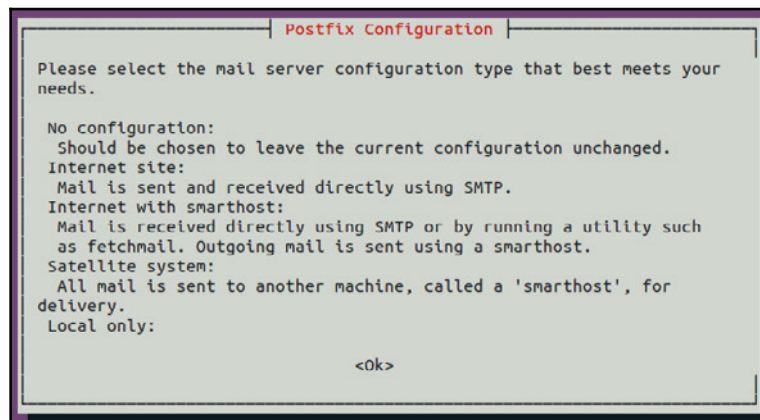 Postfix Configuration
Please select the mail server configuration type that best meets your
needs.
No configuration:
Should be chosen to leave the current configuration unchanged.
Internet site:
Mail is sent and received directly using SMTP.
Internet with smarthost:
Mail is received directly using SMTP or by running a utility such
as fetchmail. Outgoing mail is sent using a smarthost.
Satellite system:
All mail is sent to another machine, called a 'smarthost', for
delivery.
Local only:
<Ok>